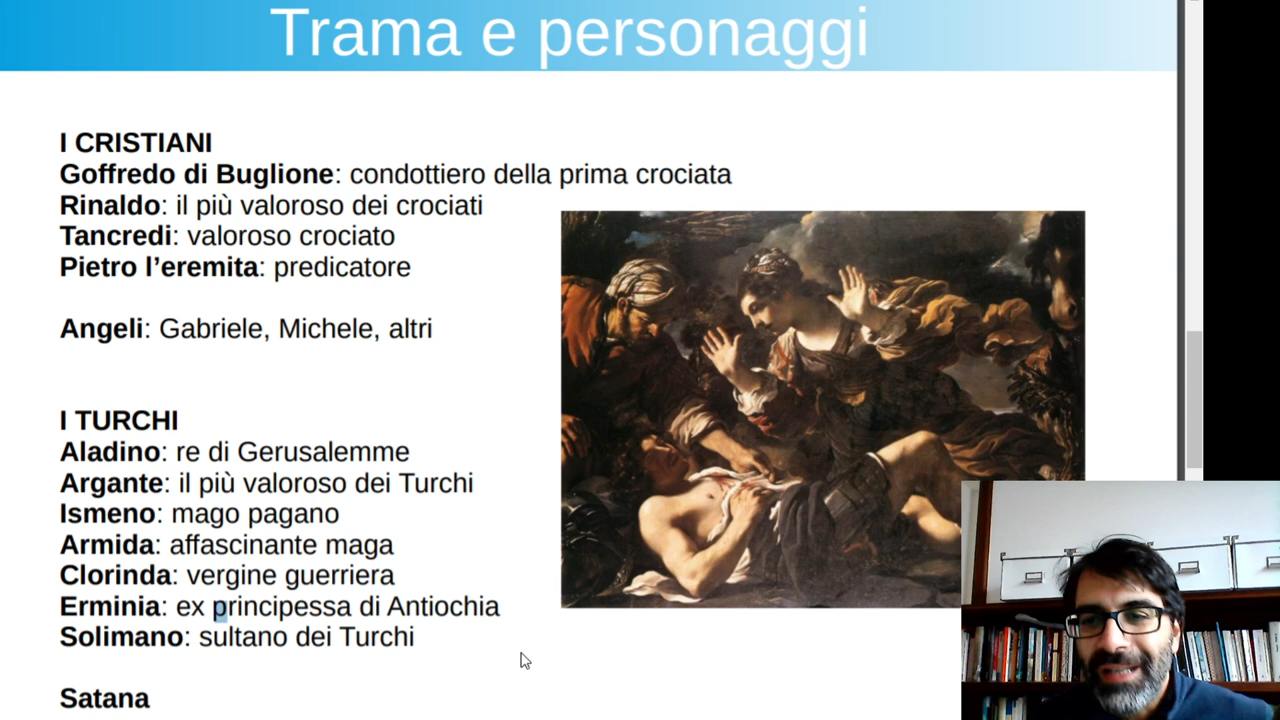 Trama e personaggi
I CRISTIANI
Goffredo di Buglione: condottiero della prima crociata
Rinaldo: il più valoroso dei crociati
Tancredi: valoroso crociato
Pietro l’eremita: predicatore
Angeli: Gabriele, Michele, altri
I TURCHI
Aladino: re di Gerusalemme
Argante: il più valoroso dei Turchi
Ismeno: mago pagano
Armida: affascinante maga
Clorinda: vergine guerriera
Erminia: ex principessa di Antiochia
Solimano: sultano dei Turchi
Satana